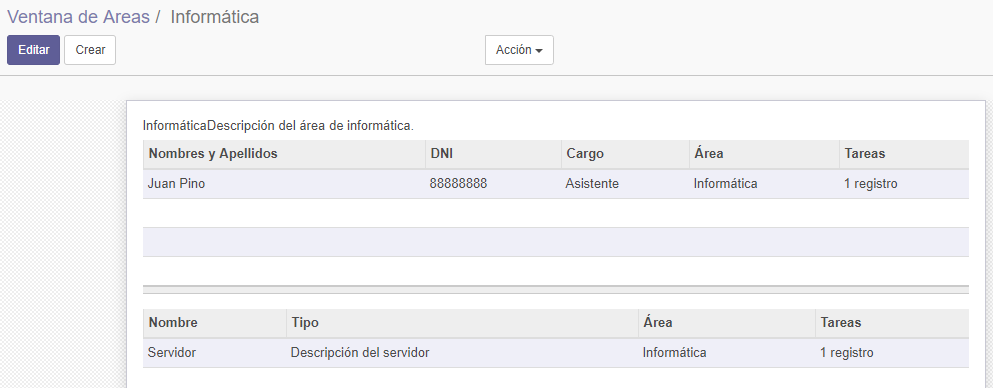 Ventana de Areas / Informática
Editar Crear Acción
InformáticaDescripción del área de informática.
Nombres y Apellidos DNI Cargo Área Tareas
Juan Pino 88888888 Asistente Informática 1 registro
Nombre Tipo Área Tareas
Servidor Descripción del servidor Informática 1 registro